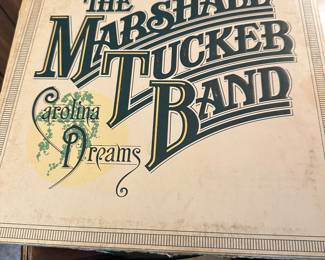 THE
MARSHALL
TUCKER
BAND
Carolina
Dreams